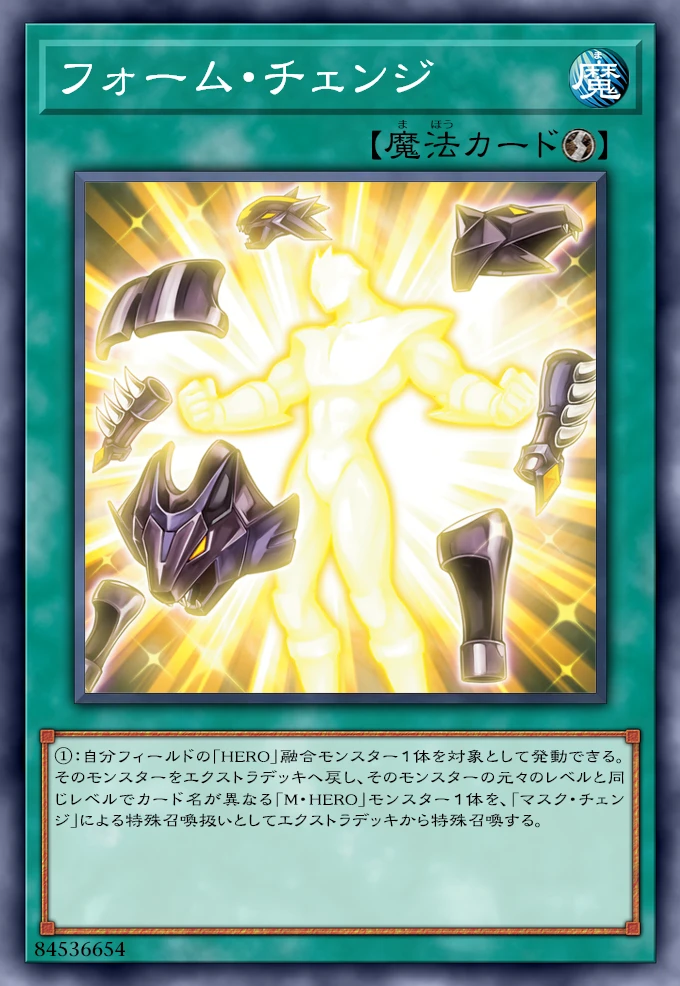 フォーム・チェンジ
魔
ま
ま ほう
【魔法カード】
①:自分フィールドの「HERO」融合モンスター1体を対象として発動できる。
そのモンスターをエクストラデッキへ戻し、そのモンスターの元々のレベルと同
じレベルでカード名が異なる「M・HERO」モンスター1体を、「マスク・チェン
ジ」による特殊召喚扱いとしてエクストラデッキから特殊召喚する。
84536654